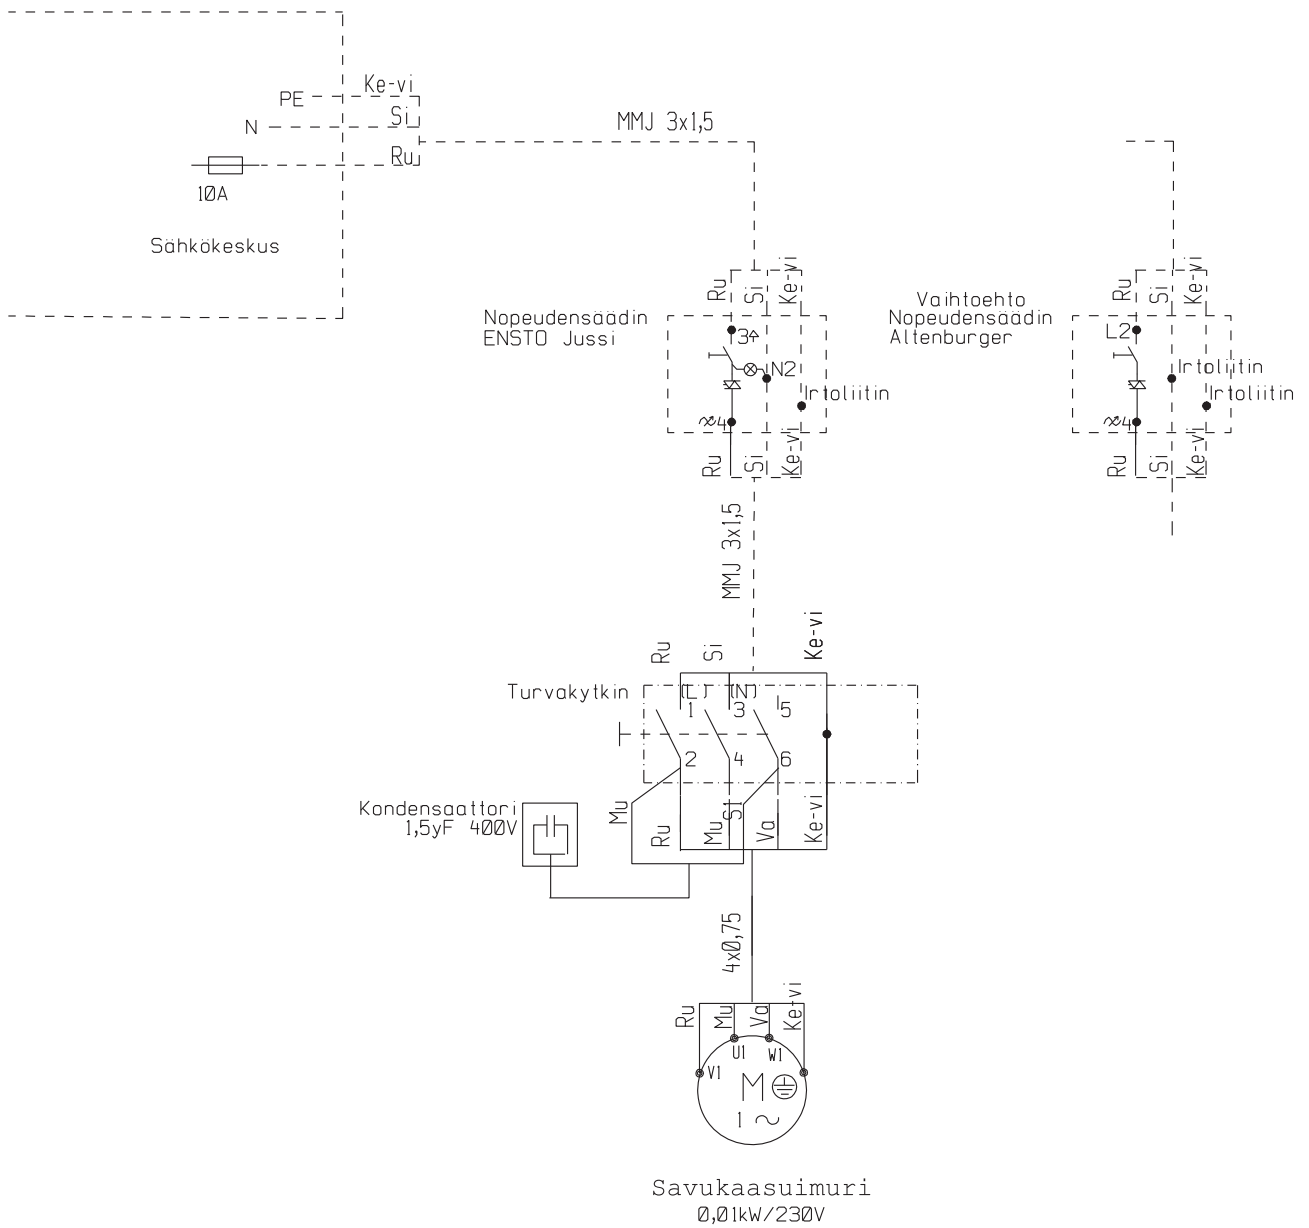 Ke-vi
PE
Si
N
Ru
10A
Sähkökeskus
MMJ 3x1,5
Ru
Si
Ke-vi
Nopeudensäädin
ENSTO Jussi
3
N2
Irtoliitin
4
Ru
Si
Ke-vi
Ru
Si
Ke-vi
Vaihtoehto
Nopeudensäädin
Altenburger
L2
Irtoliitin
Irtoliitin
4
Ru
Si
Ke-vi
MMJ 3x1,5
Ru
Si
Ke-vi
Turvakytkin
(L) (N)
1 3 5
2 4 6
Kondensaattori
1,5yF 400V
Mu
Ru
Mu
Si
Va
Ke-vi
4x0,75
Ru
Mu
Va
Ke-vi
U1 W1
V1
M
1 ~
Savukaasuimuri
0,01kW/230V